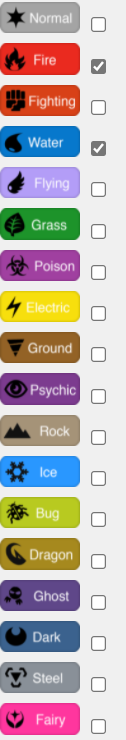 Normal
Fire
Fighting
Water
Flying
Grass
Poison
Electric
Ground
Psychic
Rock
Ice
Bug
Dragon
Ghost
Dark
Steel
Fairy